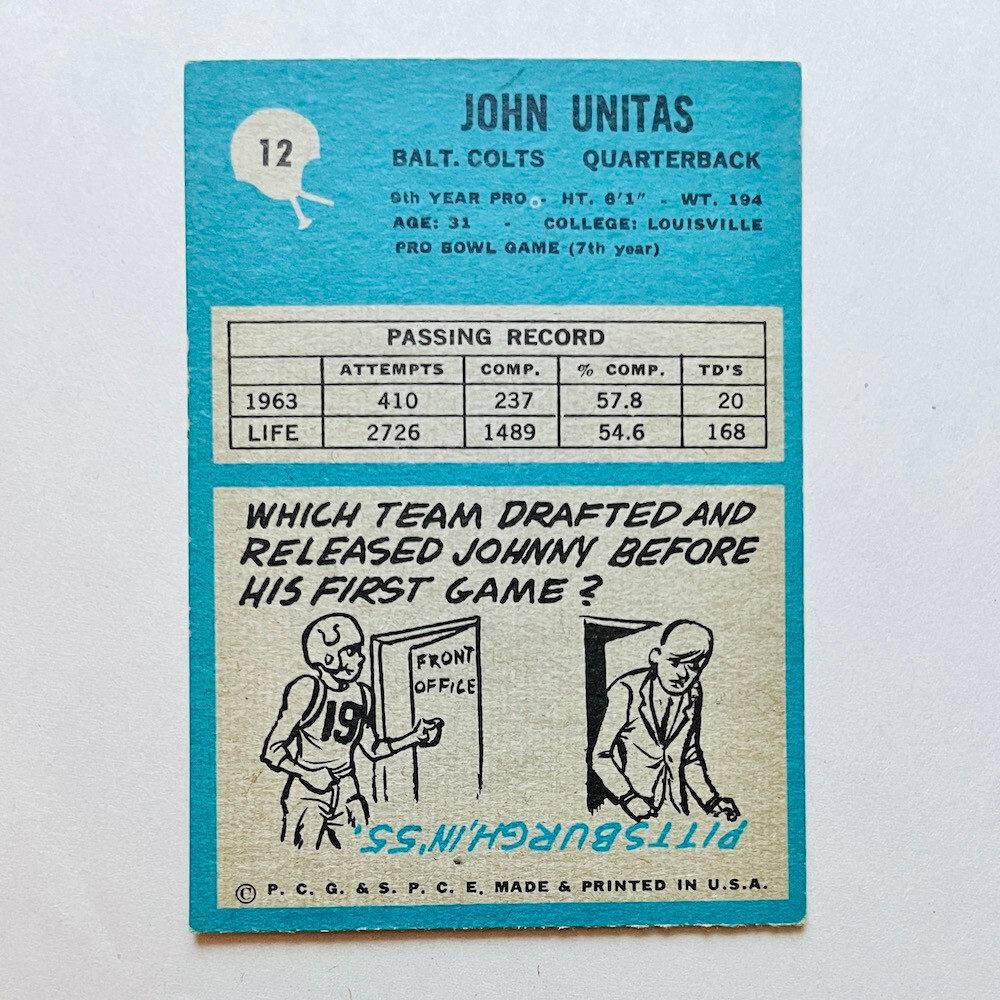 12
JOHN UNITAS
BALT. COLTS QUARTERBACK
9th YEAR PRO - HT. 6'1" - WT. 194
AGE: 31 - COLLEGE: LOUISVILLE
PRO BOWL GAME (7th year)
PASSING RECORD
ATTEMPTS COMP. % COMP. TD'S
1963 410 237 57.8 20
LIFE 2726 1489 54.6 168
WHICH TEAM DRAFTED AND
RELEASED JOHNNY BEFORE
HIS FIRST GAME?
FRONT
OFFICE
19
PITTSBURGH, IN '55.
© P. C. G. & S. P. C. E. MADE & PRINTED IN U.S.A.